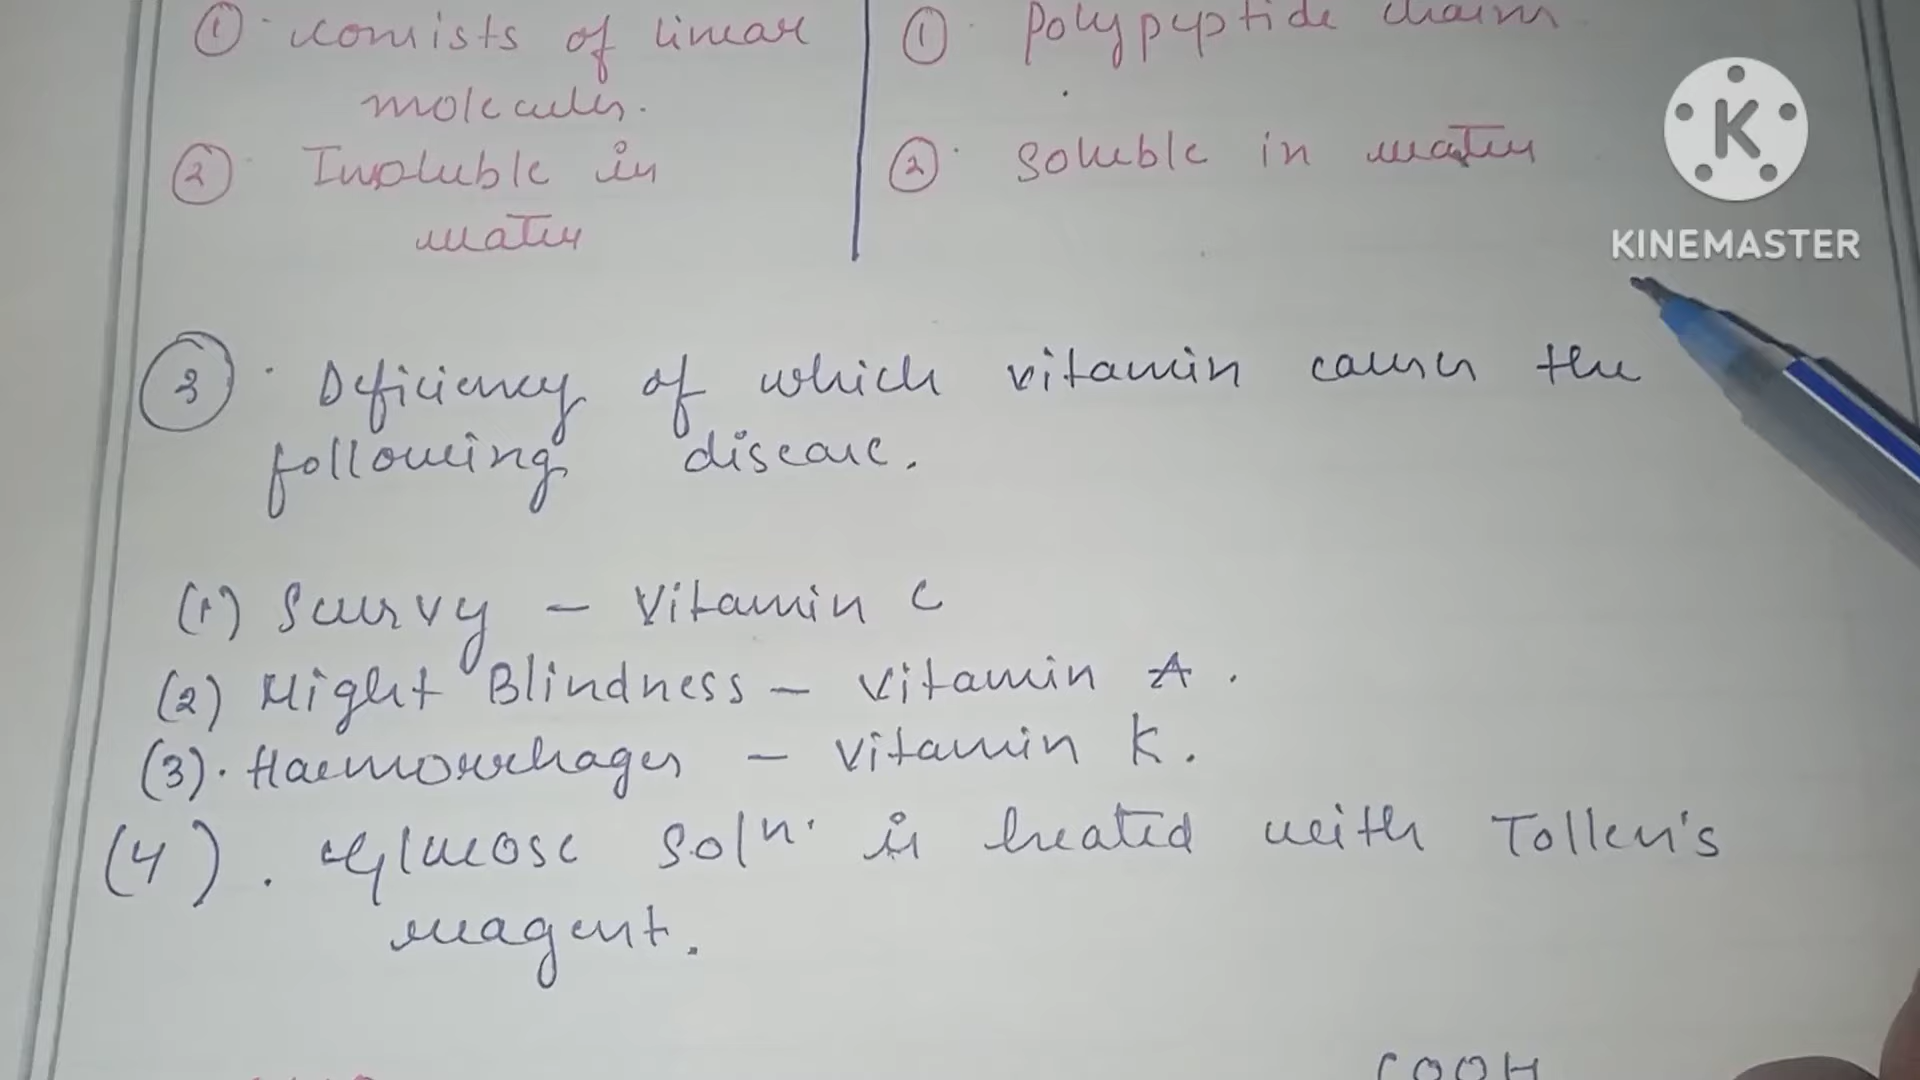 ① consists of linear
molecules.
② Insoluble in
water
① Polypeptide chain
② Soluble in water
KINEMASTER
③ Deficiency of which vitamin causes the
following disease.
(1) Scurvy – Vitamin C
(2) Night Blindness – Vitamin A.
(3). Haemorrhages – Vitamin K.
(4). Glucose soln. is treated with Tollen's
reagent.
COOH